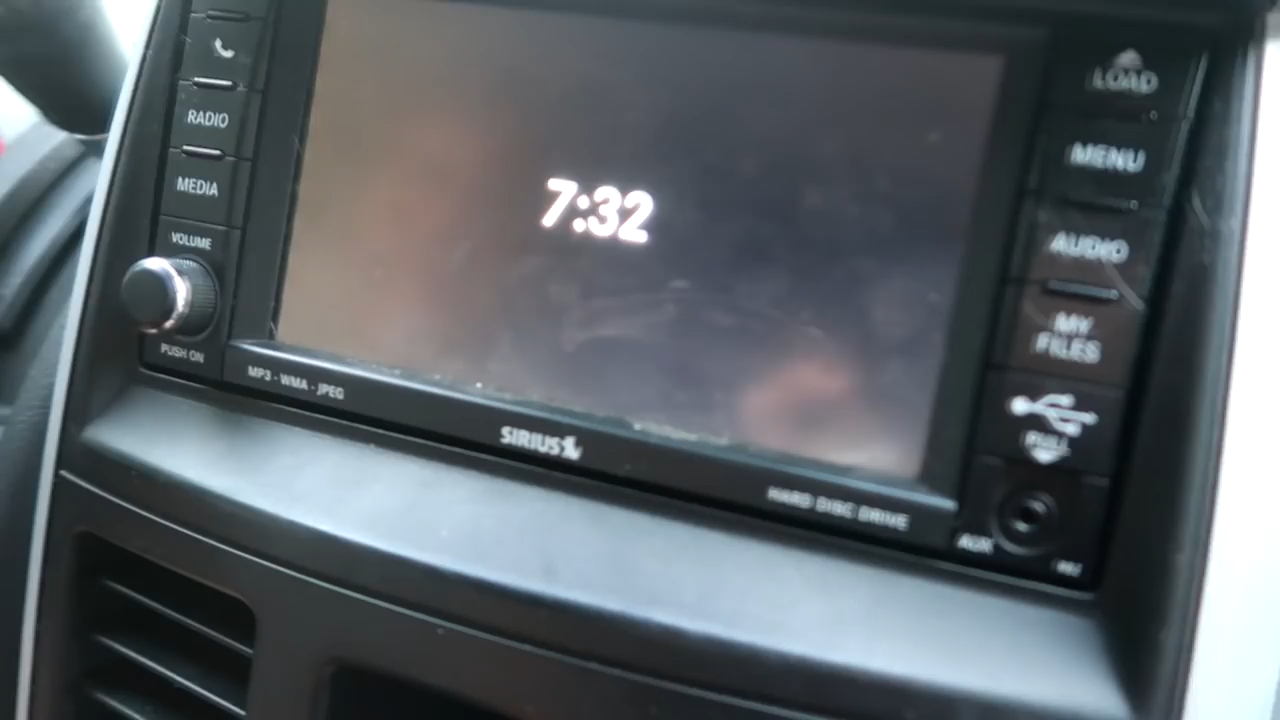 RADIO
MEDIA
VOLUME
PUSH ON
7:32
MP3 - WMA - JPEG
SIRIUS
HARD DISC DRIVE
LOAD
MENU
AUDIO
MY
FILES
PULL
AUX